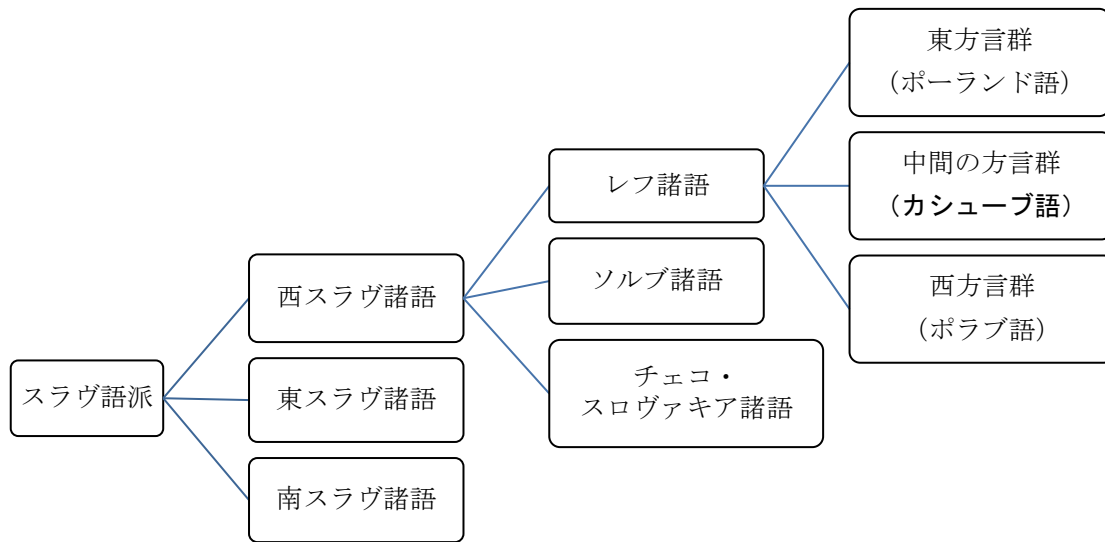 スラヴ語派
西スラヴ諸語
東スラヴ諸語
南スラヴ諸語
レフ諸語
ソルブ諸語
チェコ・
スロヴァキア諸語
東方言群
（ポーランド語）
中間の方言群
（カシューブ語）
西方言群
（ポラブ語）